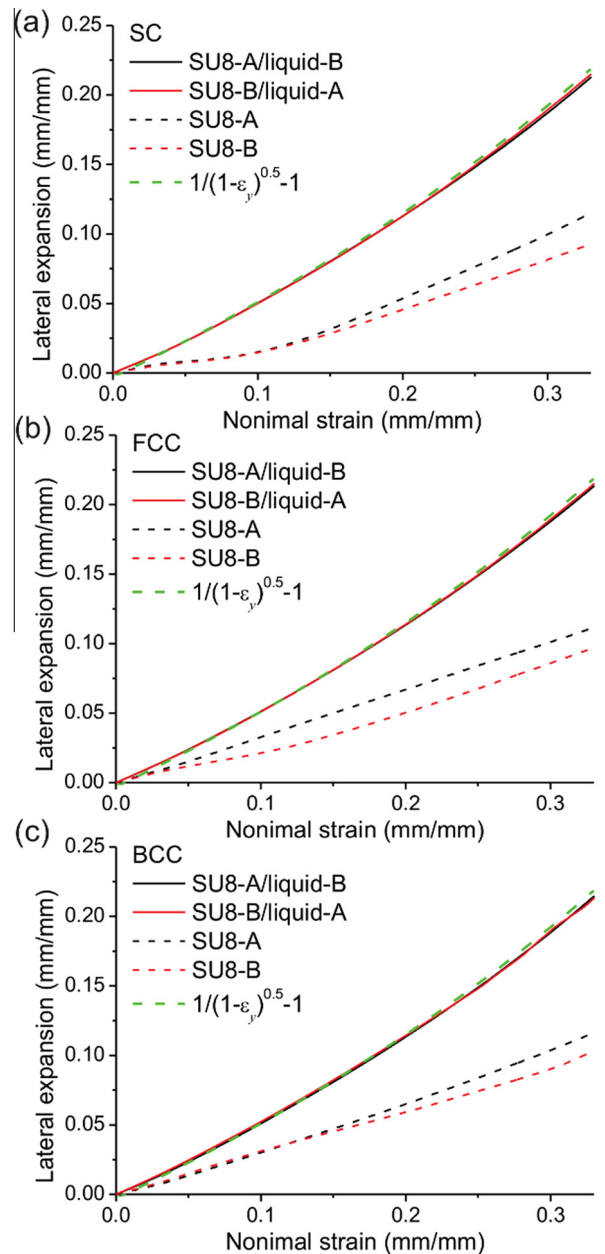 (a)
SC
SU8-A/liquid-B
SU8-B/liquid-A
SU8-A
SU8-B
1/(1-εy)^0.5-1
Lateral expansion (mm/mm)
0.25
0.20
0.15
0.10
0.05
0.00
0.0 0.1 0.2 0.3
Nonimal strain (mm/mm)
(b)
FCC
SU8-A/liquid-B
SU8-B/liquid-A
SU8-A
SU8-B
1/(1-εy)^0.5-1
Lateral expansion (mm/mm)
0.25
0.20
0.15
0.10
0.05
0.00
0.0 0.1 0.2 0.3
Nonimal strain (mm/mm)
(c)
BCC
SU8-A/liquid-B
SU8-B/liquid-A
SU8-A
SU8-B
1/(1-εy)^0.5-1
Lateral expansion (mm/mm)
0.25
0.20
0.15
0.10
0.05
0.00
0.0 0.1 0.2 0.3
Nonimal strain (mm/mm)